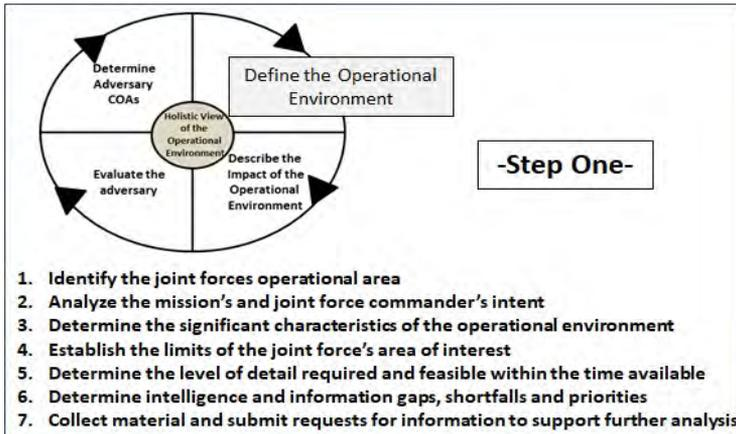 Determine
Adversary
COAs
Define the Operational
Environment
Holistic View
of the
Operational
Environment
Evaluate the
adversary
Describe the
Impact of the
Operational
Environment
-Step One-
1. Identify the joint forces operational area
2. Analyze the mission's and joint force commander's intent
3. Determine the significant characteristics of the operational environment
4. Establish the limits of the joint force's area of interest
5. Determine the level of detail required and feasible within the time available
6. Determine intelligence and information gaps, shortfalls and priorities
7. Collect material and submit requests for information to support further analysis